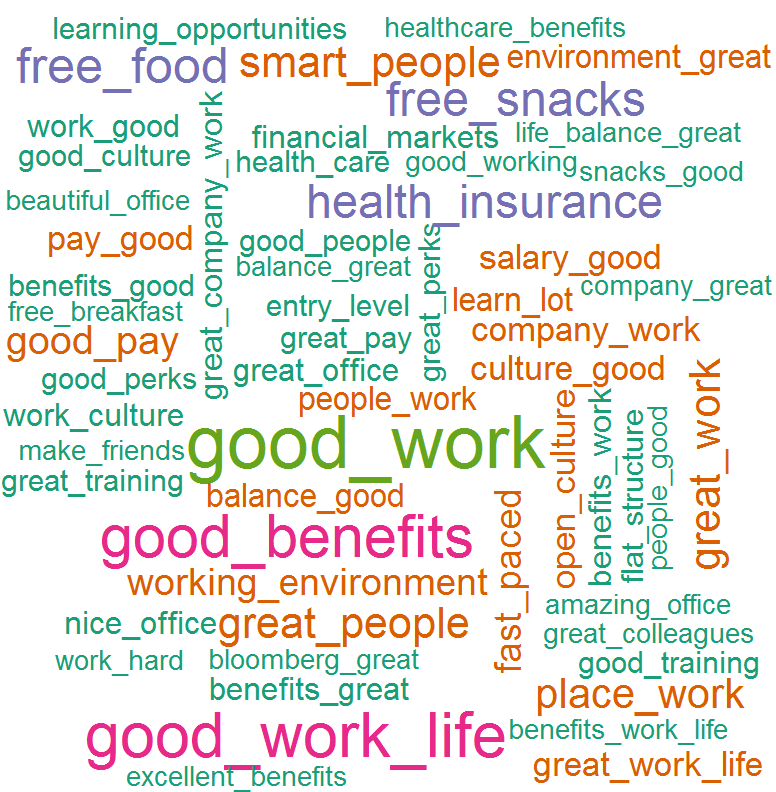 learning_opportunities
healthcare_benefits
free_food
smart_people
environment_great
free_snacks
work_good
great_company_work
financial_markets
life_balance_great
good_culture
health_care
good_working
snacks_good
beautiful_office
health_insurance
pay_good
good_people
great_perks
salary_good
balance_great
benefits_good
company_great
free_breakfast
entry_level
learn_lot
good_pay
great_pay
company_work
good_perks
great_office
culture_good
people_work
great_work
work_culture
good_work
open_culture
benefits_work
flat_structure
people_good
make_friends
great_training
balance_good
fast_paced
good_benefits
working_environment
nice_office
great_people
amazing_office
great_colleagues
work_hard
bloomberg_great
good_training
benefits_great
place_work
good_work_life
benefits_work_life
great_work_life
excellent_benefits